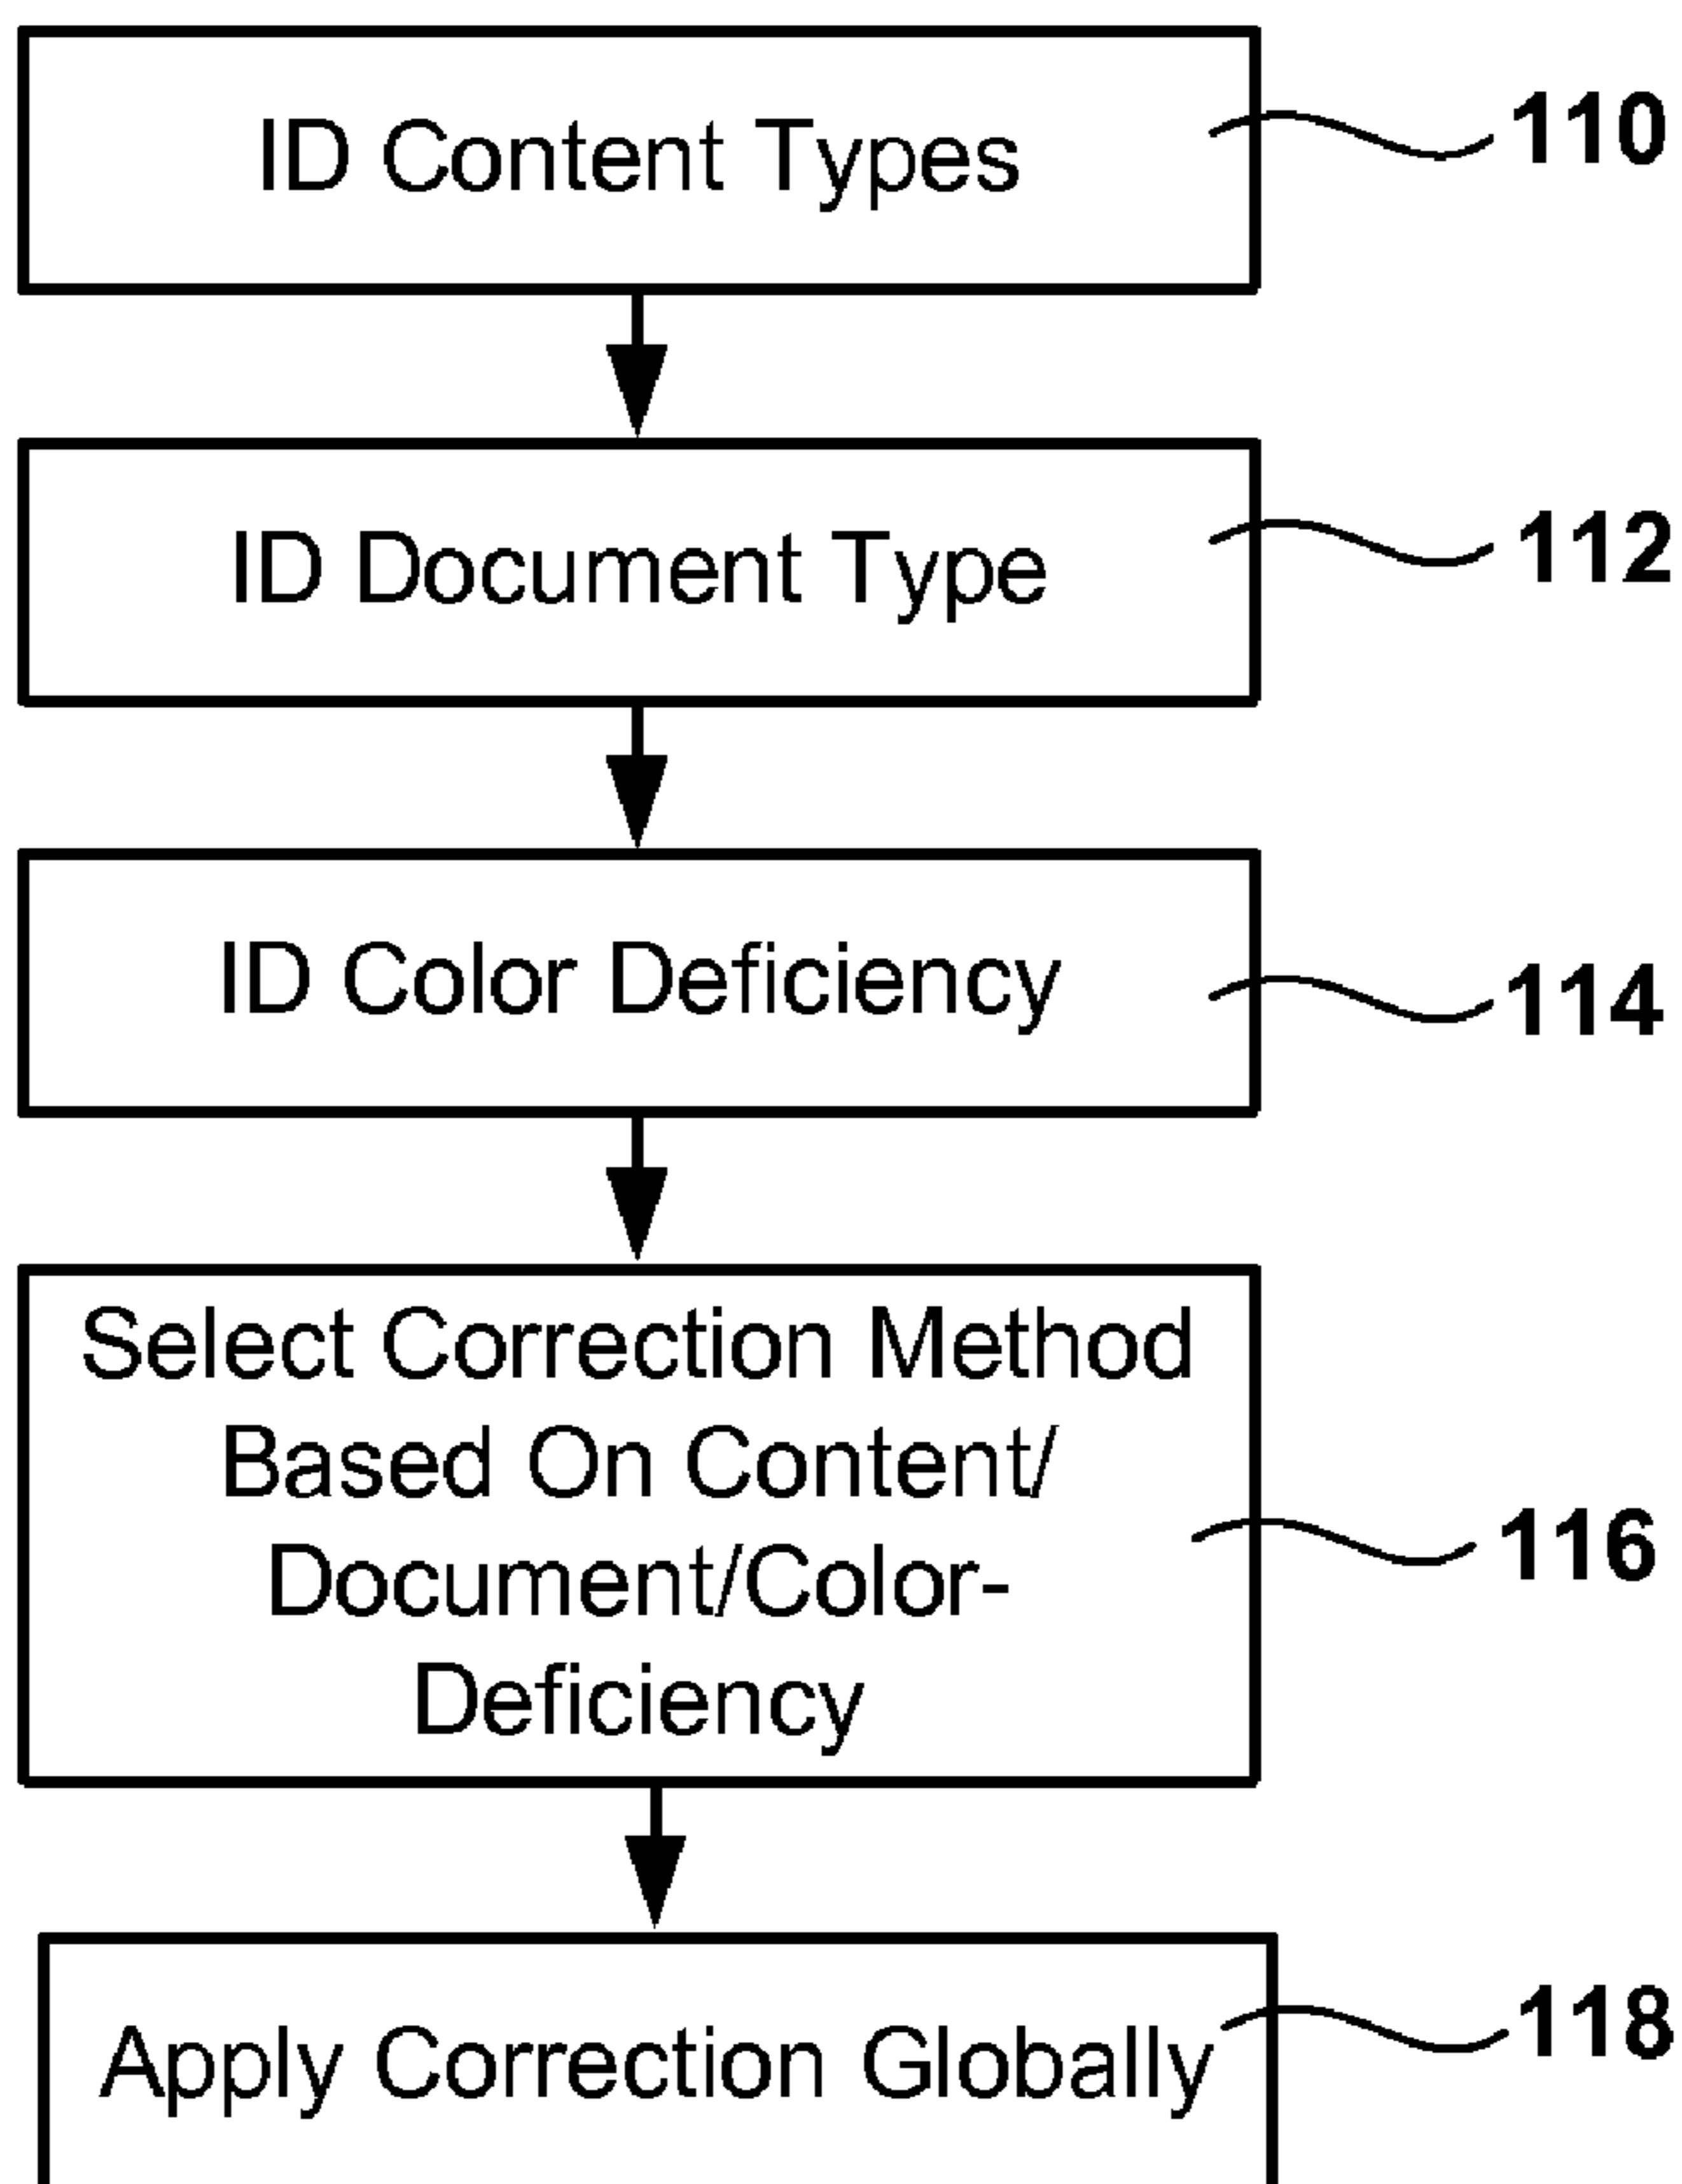 ID Content Types
110
ID Document Type
112
ID Color Deficiency
114
Select Correction Method
Based On Content/
Document/Color-
Deficiency
116
Apply Correction Globally
118